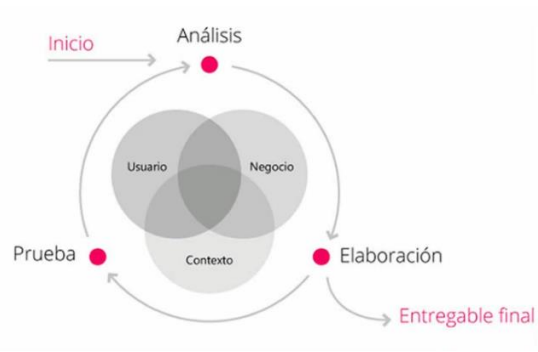 Inicio
Análisis
Usuario
Negocio
Contexto
Prueba
Elaboración
Entregable final